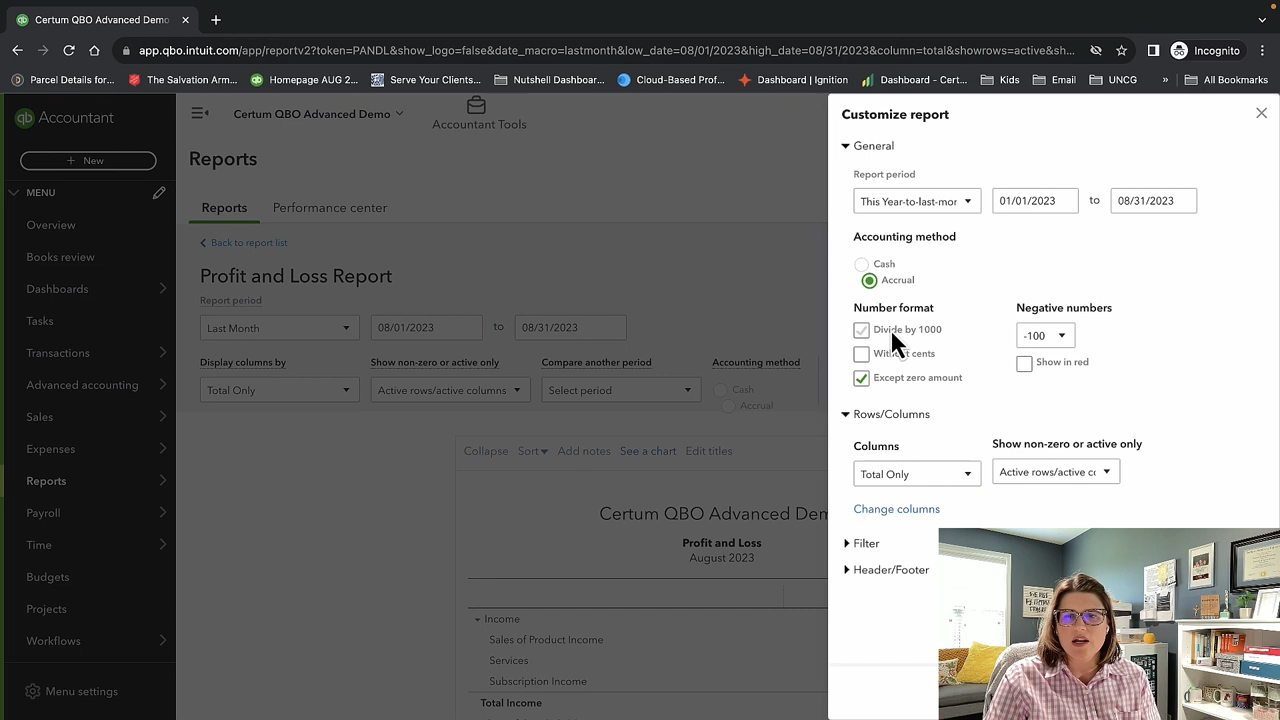 Certum QBO Advanced Demo
app.qbo.intuit.com/app/reportv2?token=PANDL&show_logo=false&date_macro=lastmonth&low_date=08/01/2023&high_date=08/31/2023&column=total&showrows=active&sh...
Incognito
Parcel Details for...
The Salvation Arm...
Homepage AUG 2...
Serve Your Clients...
Nutshell Dashboar...
Cloud-Based Prof...
Dashboard | Ignition
Dashboard - Cert...
Kids
Email
UNCG
»
All Bookmarks
qb Accountant
+ New
MENU
Overview
Books review
Dashboards
Tasks
Transactions
Advanced accounting
Sales
Expenses
Reports
Payroll
Time
Budgets
Projects
Workflows
Menu settings
Certum QBO Advanced Demo
Accountant Tools
Reports
Reports
Performance center
Back to report list
Profit and Loss Report
Report period
Last Month
08/01/2023
to
08/31/2023
Display columns by
Show non-zero or active only
Compare another period
Accounting method
Total Only
Active rows/active columns
Select period
Cash
Accrual
Collapse
Sort
Add notes
See a chart
Edit titles
Certum QBO Advanced Dem
Profit and Loss
August 2023
Income
Sales of Product Income
Services
Subscription Income
Total Income
Customize report
General
Report period
This Year-to-last-mor
01/01/2023
to
08/31/2023
Accounting method
Cash
Accrual
Number format
Negative numbers
Divide by 1000
-100
Without cents
Show in red
Except zero amount
Rows/Columns
Columns
Show non-zero or active only
Total Only
Active rows/active co
Change columns
Filter
Header/Footer